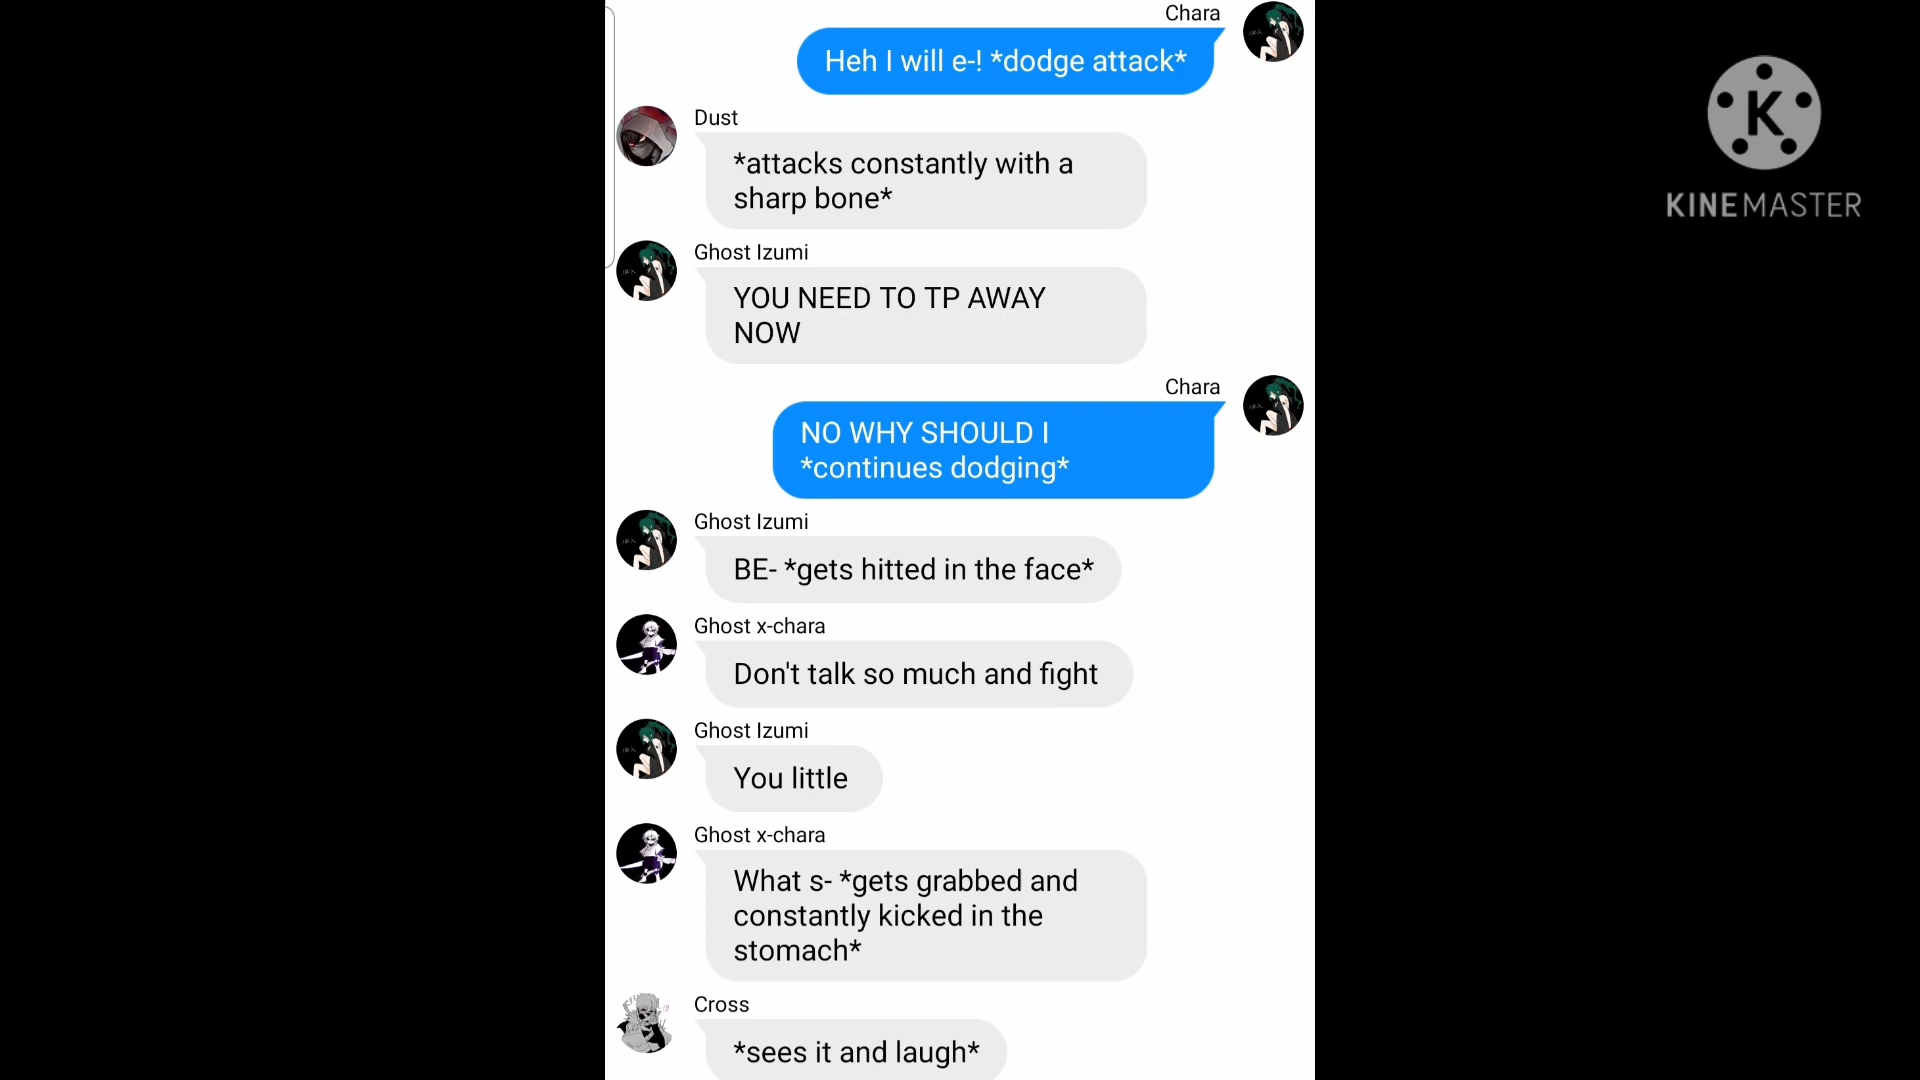 Chara
Heh I will e-! *dodge attack*
Dust
*attacks constantly with a
sharp bone*
Ghost Izumi
YOU NEED TO TP AWAY
NOW
Chara
NO WHY SHOULD I
*continues dodging*
Ghost Izumi
BE- *gets hitted in the face*
Ghost x-chara
Don't talk so much and fight
Ghost Izumi
You little
Ghost x-chara
What s- *gets grabbed and
constantly kicked in the
stomach*
Cross
*sees it and laugh*
K
KINEMASTER